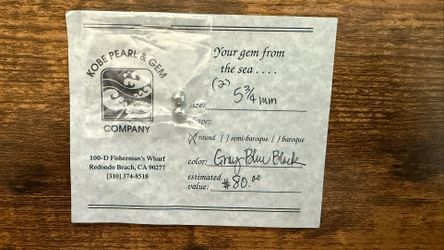 KOBE PEARL & GEM
COMPANY
100-D Fisherman's Wharf
Redondo Beach, CA 90277
[310] 374-8518
Your gem from
the sea . . . .
(2) 5 3/4 mm
size:
[X] round [ ] semi-baroque [ ] baroque
color: Gray Blue Black
estimated
value: $80.00